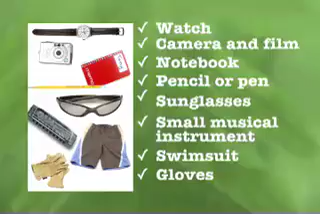 ✓ Watch
✓ Camera and film
✓ Notebook
✓ Pencil or pen
✓ Sunglasses
✓ Small musical
instrument
✓ Swimsuit
✓ Gloves